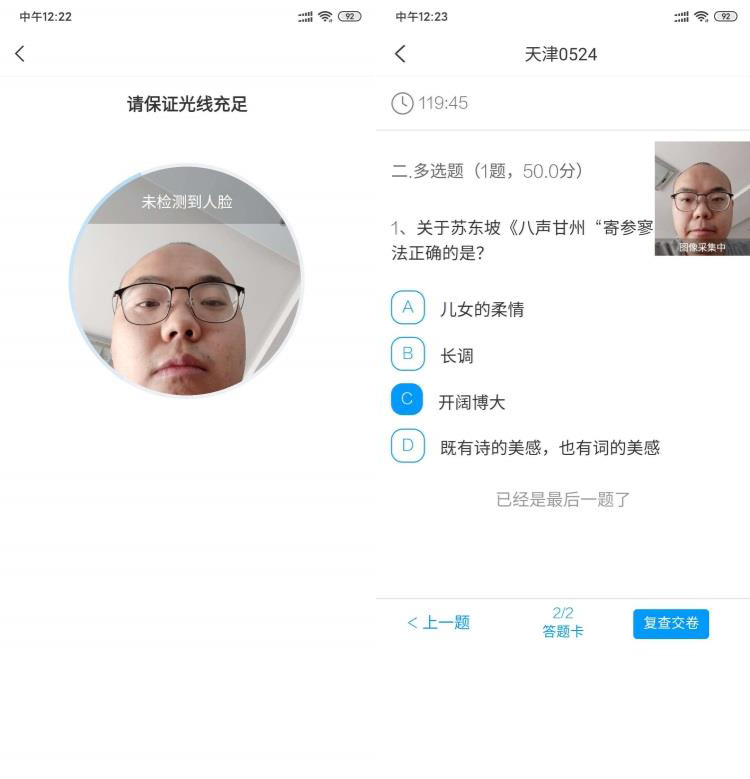 中午12:22
92
请保证光线充足
未检测到人脸
中午12:23
92
天津0524
119:45
二.多选题（1题，50.0分）
1、关于苏东坡《八声甘州“寄参寥
法正确的是？
图像采集中
A 儿女的柔情
B 长调
C 开阔博大
D 既有诗的美感，也有词的美感
已经是最后一题了
< 上一题
2/2
答题卡
复查交卷